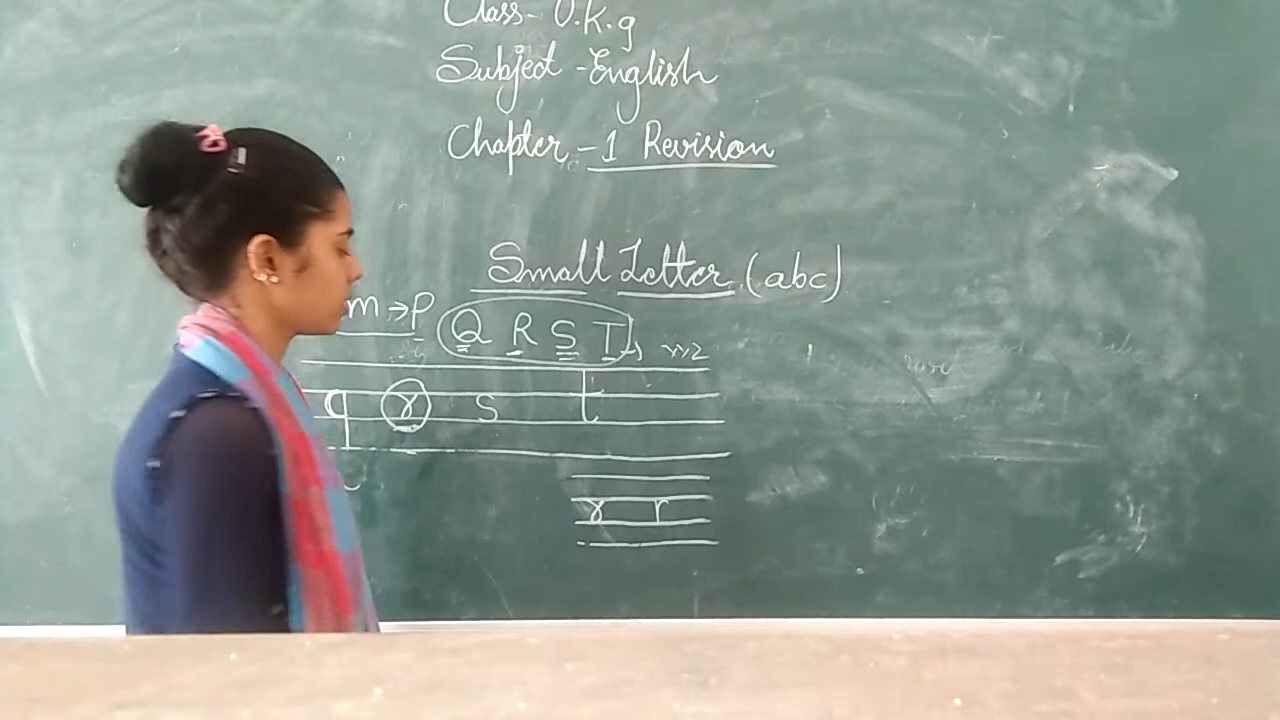 Class- U.K.g
Subject -English
Chapter -1 Revision
Small Letter (abc)
m → P Q R S T →
q r s t
r r